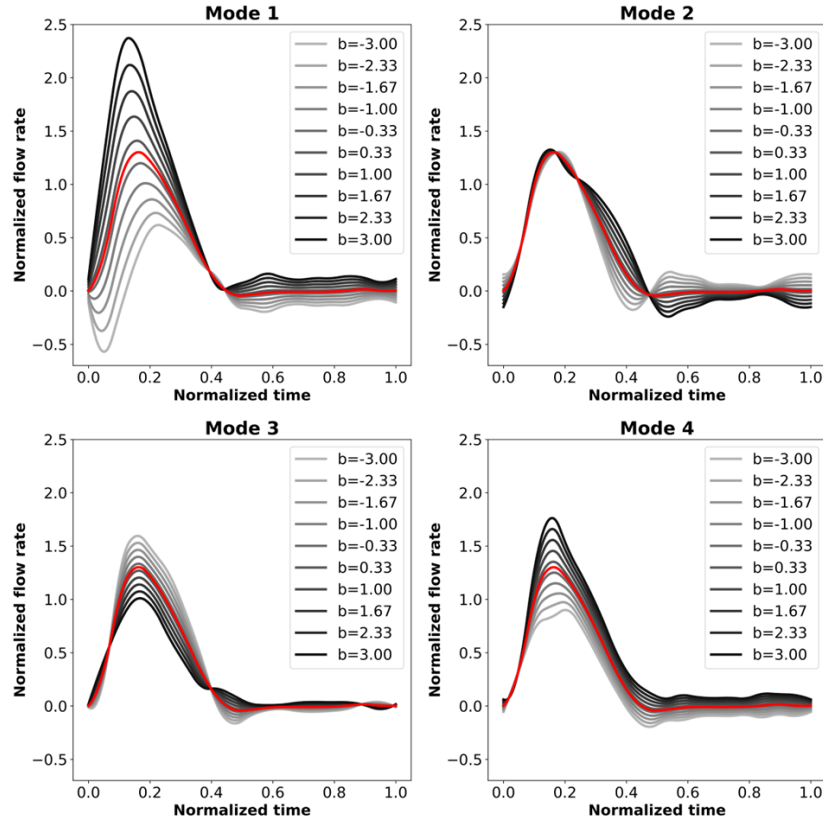 Mode 1
2.5
2.0
1.5
1.0
0.5
0.0
−0.5
Normalized flow rate
b=-3.00
b=-2.33
b=-1.67
b=-1.00
b=-0.33
b=0.33
b=1.00
b=1.67
b=2.33
b=3.00
0.0 0.2 0.4 0.6 0.8 1.0
Normalized time
Mode 2
2.5
2.0
1.5
1.0
0.5
0.0
−0.5
Normalized flow rate
b=-3.00
b=-2.33
b=-1.67
b=-1.00
b=-0.33
b=0.33
b=1.00
b=1.67
b=2.33
b=3.00
0.0 0.2 0.4 0.6 0.8 1.0
Normalized time
Mode 3
2.5
2.0
1.5
1.0
0.5
0.0
−0.5
Normalized flow rate
b=-3.00
b=-2.33
b=-1.67
b=-1.00
b=-0.33
b=0.33
b=1.00
b=1.67
b=2.33
b=3.00
0.0 0.2 0.4 0.6 0.8 1.0
Normalized time
Mode 4
2.5
2.0
1.5
1.0
0.5
0.0
−0.5
Normalized flow rate
b=-3.00
b=-2.33
b=-1.67
b=-1.00
b=-0.33
b=0.33
b=1.00
b=1.67
b=2.33
b=3.00
0.0 0.2 0.4 0.6 0.8 1.0
Normalized time